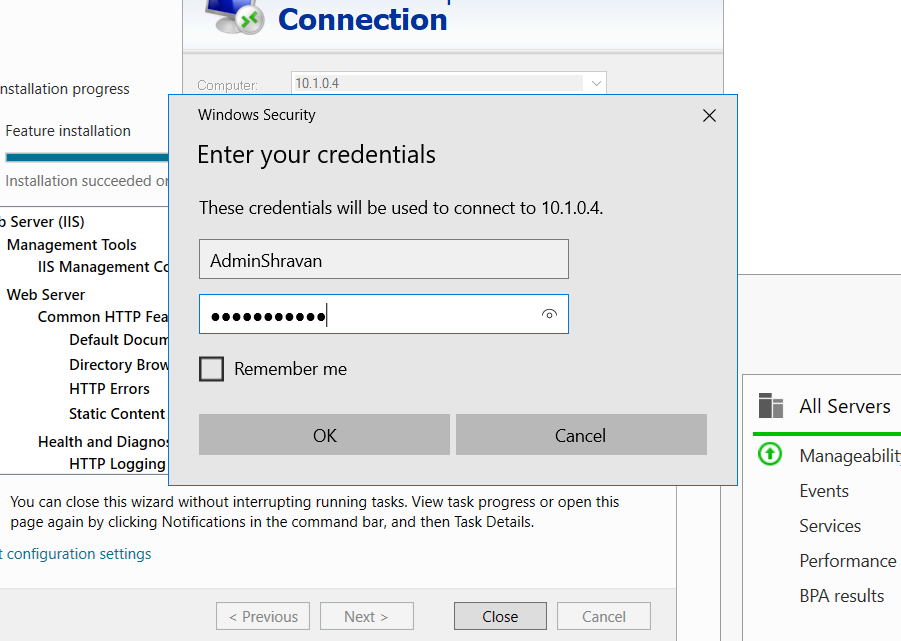 Connection
Computer:
10.1.0.4
nstallation progress
Feature installation
Installation succeeded on
b Server (IIS)
Management Tools
IIS Management Co
Web Server
Common HTTP Fea
Default Docum
Directory Brow
HTTP Errors
Static Content
Health and Diagnos
HTTP Logging
Windows Security
Enter your credentials
These credentials will be used to connect to 10.1.0.4.
AdminShravan
●●●●●●●●●●●
Remember me
OK
Cancel
You can close this wizard without interrupting running tasks. View task progress or open this
page again by clicking Notifications in the command bar, and then Task Details.
t configuration settings
< Previous
Next >
Close
Cancel
All Servers
Manageability
Events
Services
Performance
BPA results